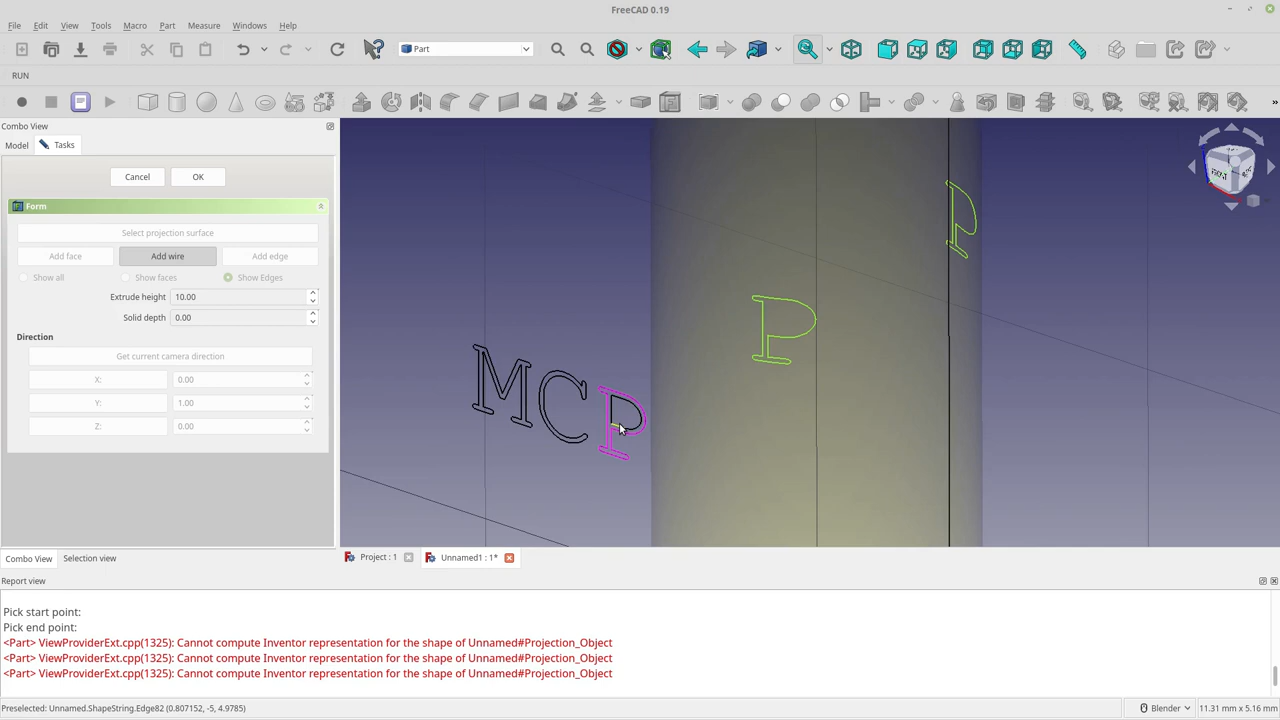 FreeCAD 0.19
File Edit View Tools Macro Part Measure Windows Help
Part
RUN
»
Combo View
Model Tasks
Cancel OK
Form
Select projection surface
Add face Add wire Add edge
Show all Show faces Show Edges
Extrude height 10.00
Solid depth 0.00
Direction
Get current camera direction
X: 0.00
Y: 1.00
Z: 0.00
FRONT
P
P
MCP
Combo View Selection view
Project : 1 Unnamed1 : 1*
Report view
Pick start point:
Pick end point:
<Part> ViewProviderExt.cpp(1325): Cannot compute Inventor representation for the shape of Unnamed#Projection_Object
<Part> ViewProviderExt.cpp(1325): Cannot compute Inventor representation for the shape of Unnamed#Projection_Object
<Part> ViewProviderExt.cpp(1325): Cannot compute Inventor representation for the shape of Unnamed#Projection_Object
Preselected: Unnamed.ShapeString.Edge82 (0.807152, -5, 4.9785) Blender 11.31 mm x 5.16 mm